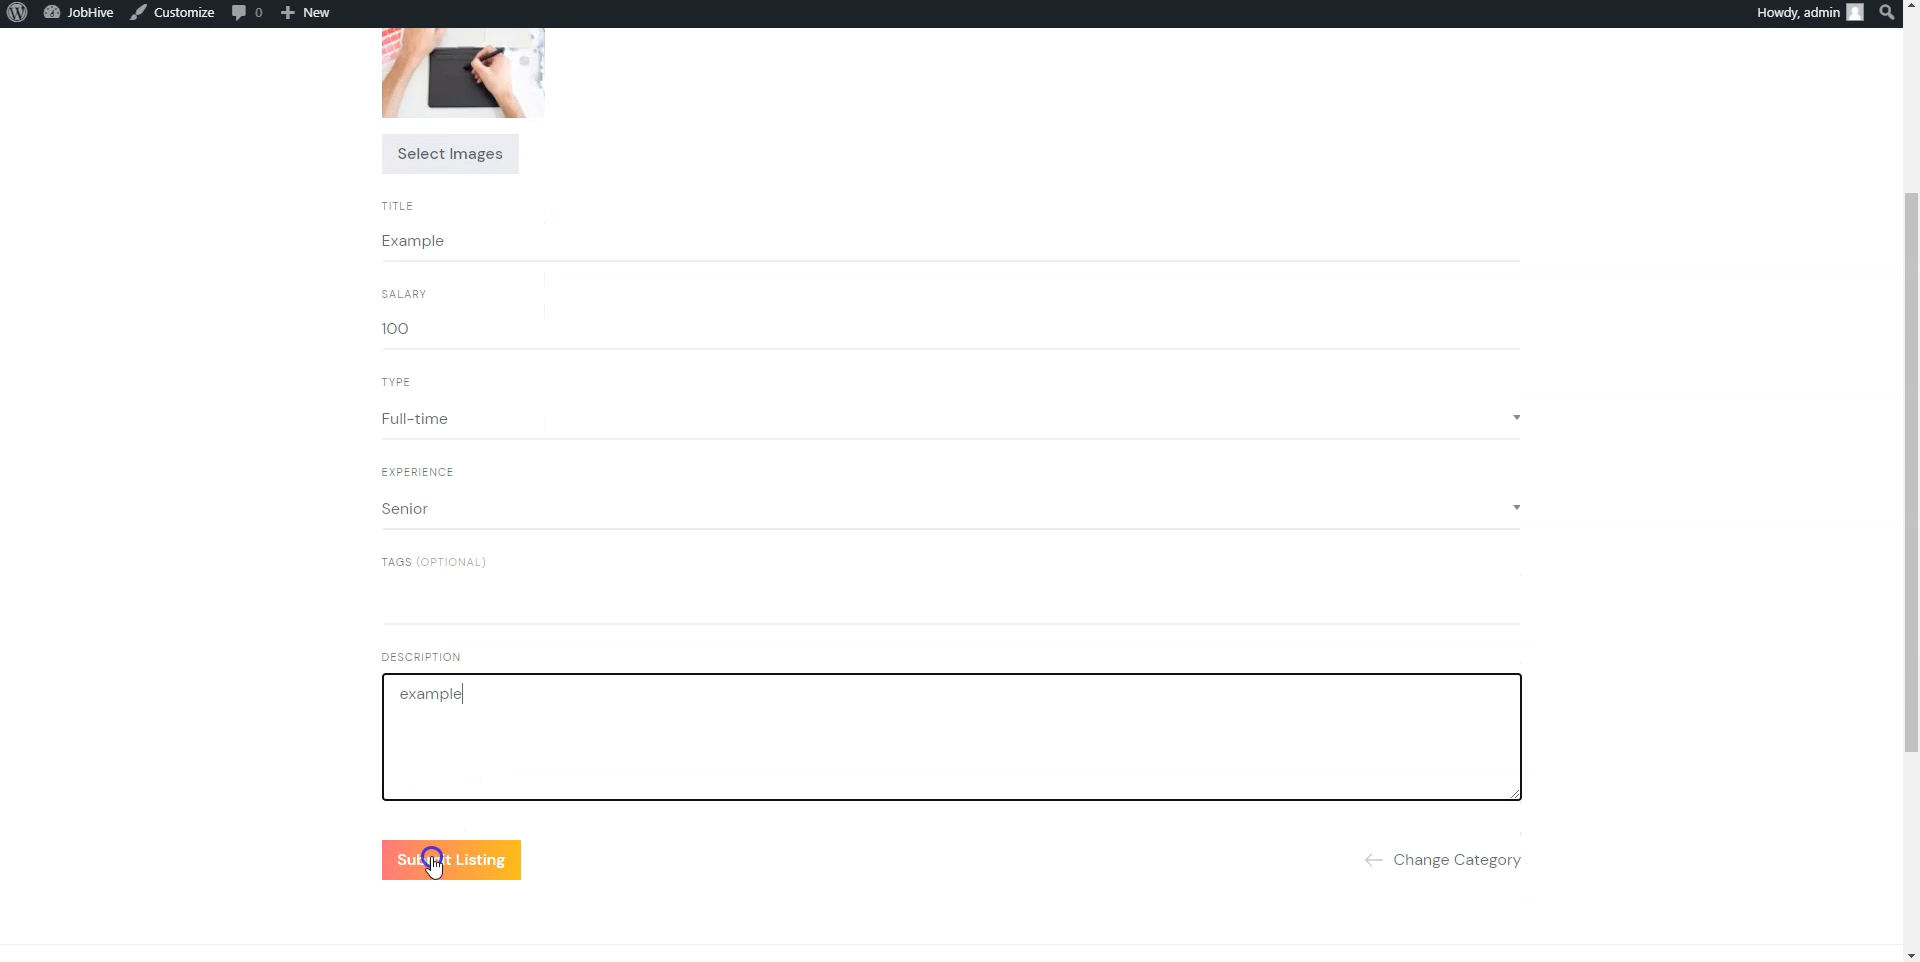 JobHive Customize 0 New Howdy, admin
Select Images
TITLE
Example
SALARY
100
TYPE
Full-time
EXPERIENCE
Senior
TAGS (OPTIONAL)
DESCRIPTION
example
Submit Listing
Change Category